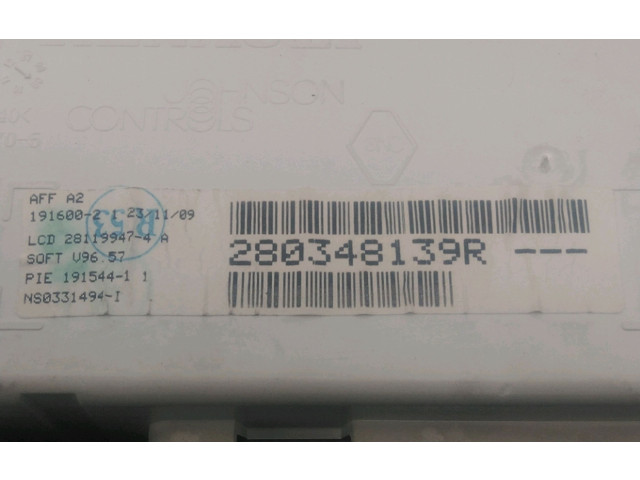 JOHNSON
CONTROLS
AFF A2
191600-2 1 23/11/09
R 53
LCD 28119947-4 A
SOFT V96.57
PIE 191544-1 1
NS0331494-I
280348139R ---